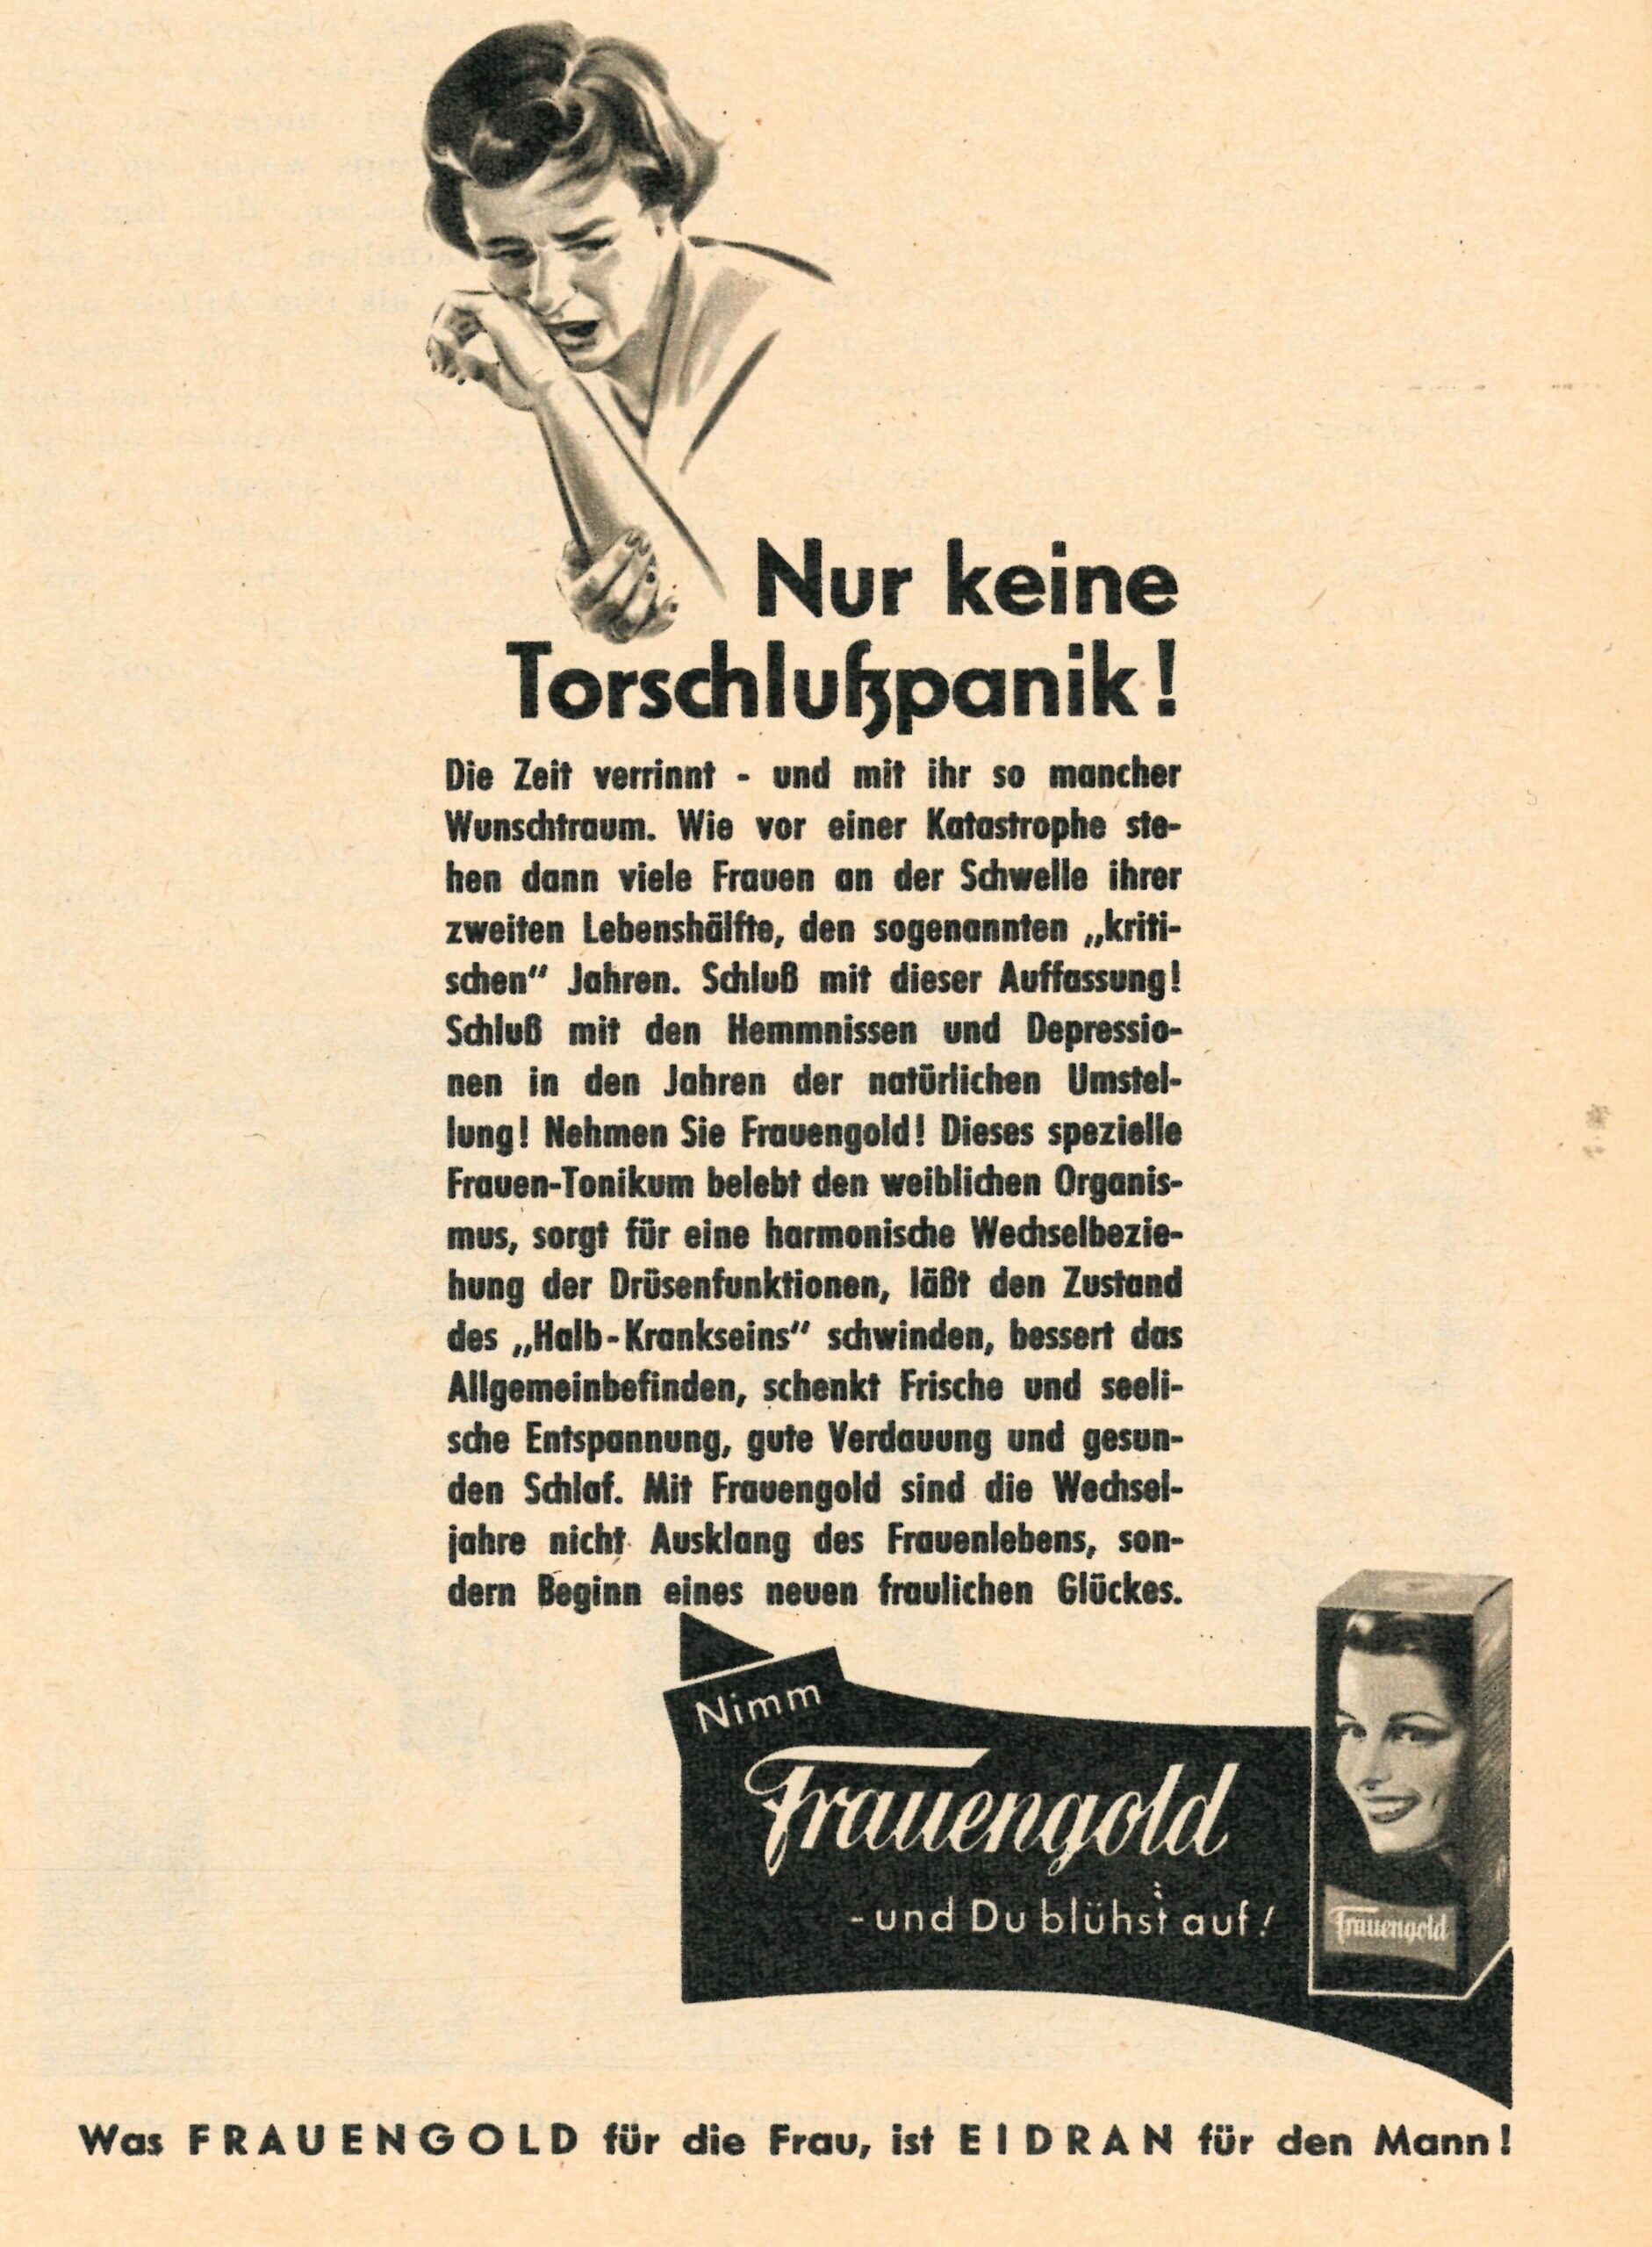 Nur keine
Torschlußpanik!
Die Zeit verrinnt - und mit ihr so mancher
Wunschtraum. Wie vor einer Katastrophe ste-
hen dann viele Frauen an der Schwelle ihrer
zweiten Lebenshälfte, den sogenannten „kriti-
schen“ Jahren. Schluß mit dieser Auffassung!
Schluß mit den Hemmnissen und Depressio-
nen in den Jahren der natürlichen Umstel-
lung! Nehmen Sie Frauengold! Dieses spezielle
Frauen-Tonikum belebt den weiblichen Organis-
mus, sorgt für eine harmonische Wechselbezie-
hung der Drüsenfunktionen, läßt den Zustand
des „Halb-Krankseins“ schwinden, bessert das
Allgemeinbefinden, schenkt Frische und seeli-
sche Entspannung, gute Verdauung und gesun-
den Schlaf. Mit Frauengold sind die Wechsel-
jahre nicht Ausklang des Frauenlebens, son-
dern Beginn eines neuen fraulichen Glückes.
Nimm
Frauengold
- und Du blühst auf!
Frauengold
Was FRAUENGOLD für die Frau, ist EIDRAN für den Mann!